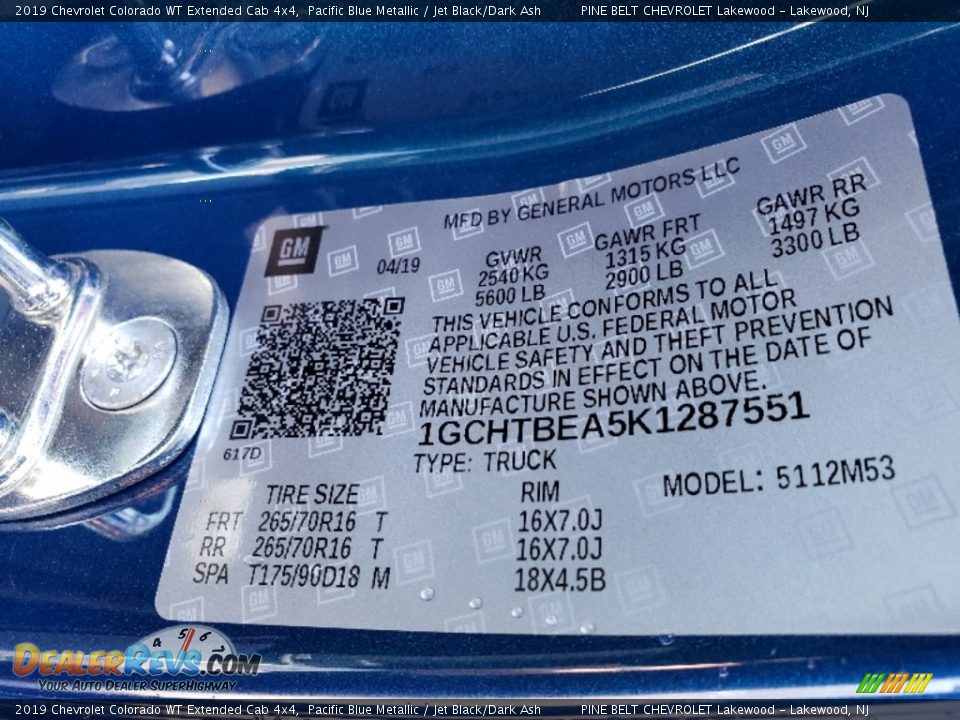 2019 Chevrolet Colorado WT Extended Cab 4x4, Pacific Blue Metallic / Jet Black/Dark Ash PINE BELT CHEVROLET Lakewood - Lakewood, NJ
MFD BY GENERAL MOTORS LLC
GM
04/19
GVWR GAWR FRT GAWR RR
2540 KG 1315 KG 1497 KG
5600 LB 2900 LB 3300 LB
THIS VEHICLE CONFORMS TO ALL
APPLICABLE U.S. FEDERAL MOTOR
VEHICLE SAFETY AND THEFT PREVENTION
STANDARDS IN EFFECT ON THE DATE OF
MANUFACTURE SHOWN ABOVE.
1GCHTBEA5K1287551
617D
TYPE: TRUCK
MODEL: 5112M53
TIRE SIZE RIM
FRT 265/70R16 T 16X7.0J
RR 265/70R16 T 16X7.0J
SPA T175/90D18 M 18X4.5B
4 5 6
DEALERREVS.COM
YOUR AUTO DEALER SUPERHIGHWAY
2019 Chevrolet Colorado WT Extended Cab 4x4, Pacific Blue Metallic / Jet Black/Dark Ash PINE BELT CHEVROLET Lakewood - Lakewood, NJ